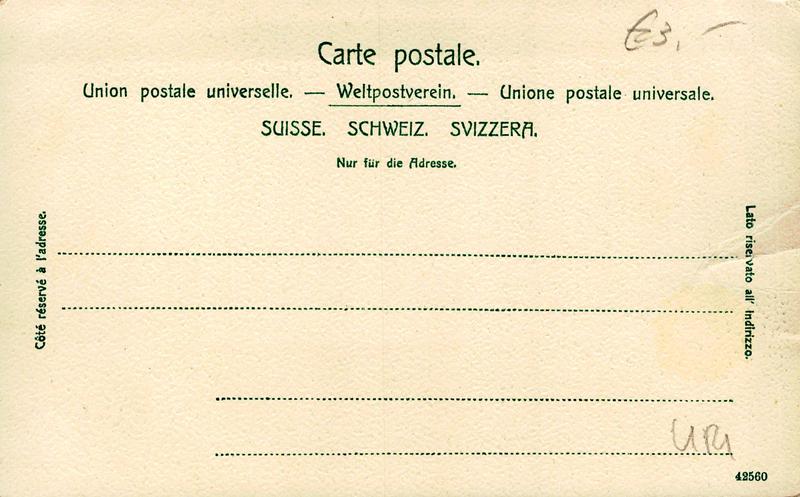 €3,-
Carte postale.
Union postale universelle. — Weltpostverein. — Unione postale universale.
SUISSE. SCHWEIZ. SVIZZERA.
Nur für die Adresse.
Côté réservé à l'adresse.
Lato riservato all' indirizzo.
URI
42560